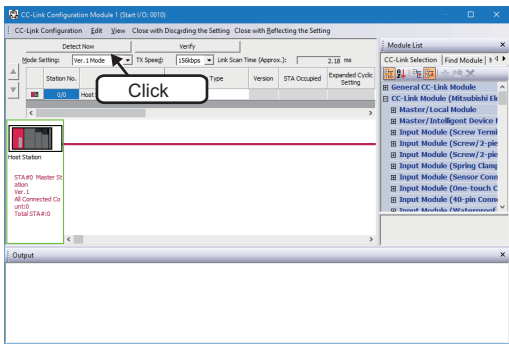 CC-Link Configuration Module 1 (Start I/O: 0010)
CC-Link Configuration Edit View Close with Discarding the Setting Close with Reflecting the Setting
Detect Now Verify
Mode Setting: Ver.1 Mode TX Speed: 156kbps Link Scan Time (Approx.): 2.18 ms
Station No. Type Version STA Occupied Expanded Cyclic Setting
0/0 Host
Click
Host Station
STA#0 Master St
ation
Ver.1
All Connected Co
unt:0
Total STA#:0
Module List
CC-Link Selection Find Module
General CC-Link Module
CC-Link Module (Mitsubishi Ele
Master/Local Module
Master/Intelligent Device
Input Module (Screw Termi
Input Module (Screw/2-pie
Input Module (Screw/2-pie
Input Module (Spring Clamp
Input Module (Sensor Conn
Input Module (One-touch C
Input Module (40-pin Conne
Input Module (Waterproof
Output